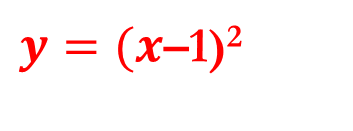 y = (x–1)²